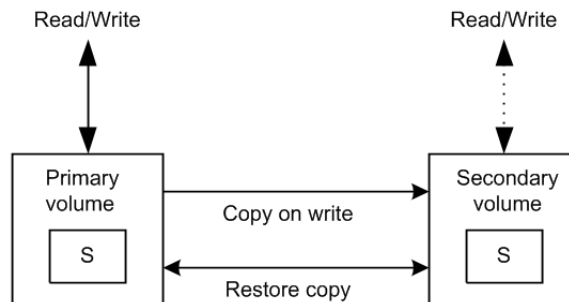 Read/Write
Read/Write
Primary
volume
Secondary
volume
Copy on write
S
S
Restore copy